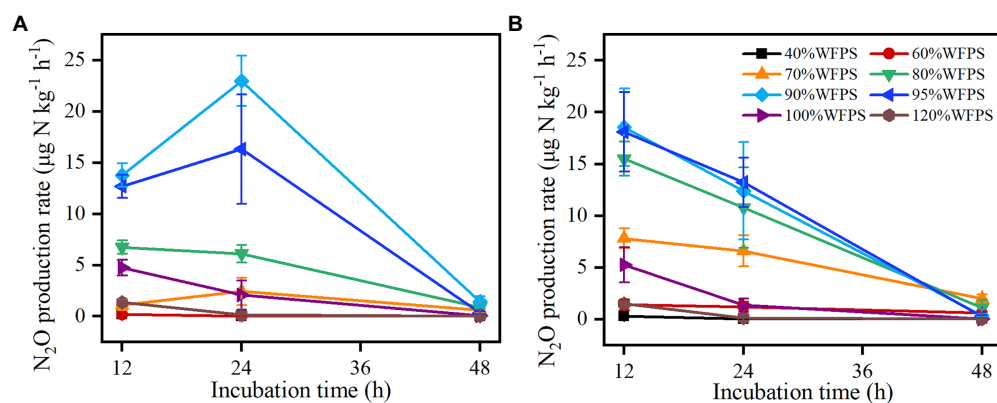 A
N₂O production rate (µg N kg⁻¹ h⁻¹)
25
20
15
10
5
0
12
24
36
48
Incubation time (h)
B
N₂O production rate (µg N kg⁻¹ h⁻¹)
25
20
15
10
5
0
40%WFPS 60%WFPS
70%WFPS 80%WFPS
90%WFPS 95%WFPS
100%WFPS 120%WFPS
12
24
36
48
Incubation time (h)